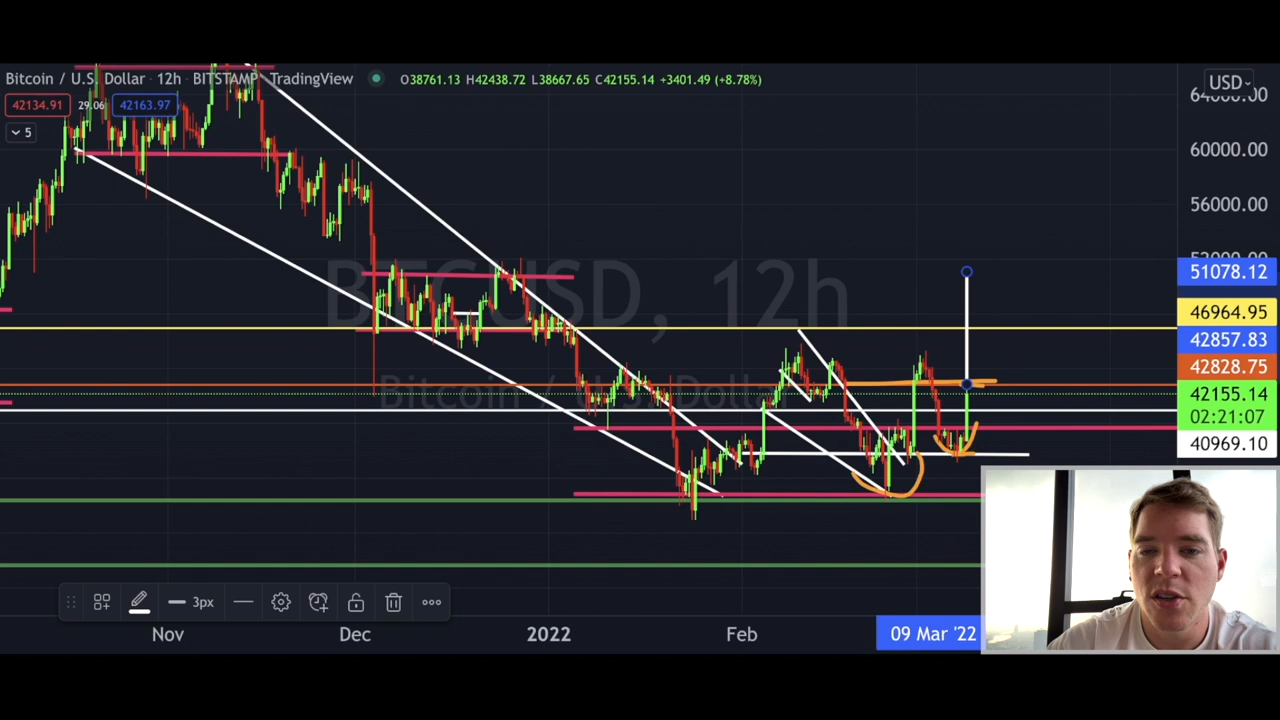 Bitcoin / U.S. Dollar · 12h · BITSTAMP · TradingView O38761.13 H42438.72 L38667.65 C42155.14 +3401.49 (+8.78%)
USD
42134.91 29.06 42163.97
5
60000.00
56000.00
51078.12
BTCUSD, 12h
46964.95
42857.83
42828.75
Bitcoin / U.S. Dollar
42155.14
02:21:07
40969.10
3px
Nov Dec 2022 Feb 09 Mar '22